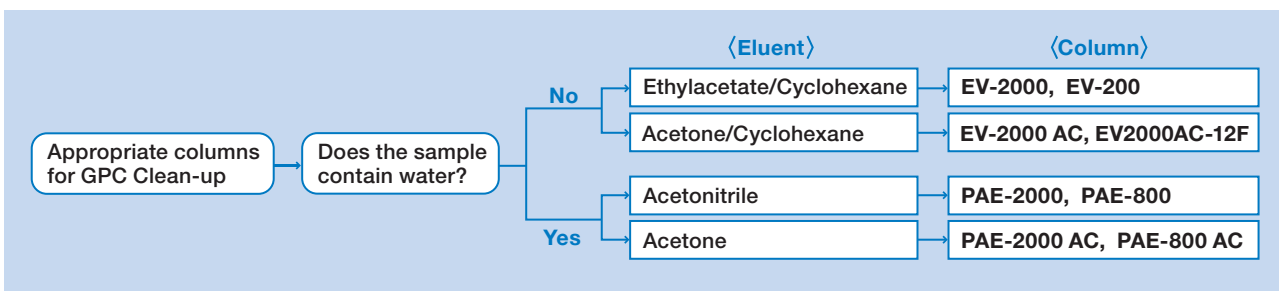 〈Eluent〉
〈Column〉
No
Ethylacetate/Cyclohexane
EV-2000, EV-200
Acetone/Cyclohexane
EV-2000 AC, EV2000AC-12F
Appropriate columns
for GPC Clean-up
Does the sample
contain water?
Yes
Acetonitrile
PAE-2000, PAE-800
Acetone
PAE-2000 AC, PAE-800 AC